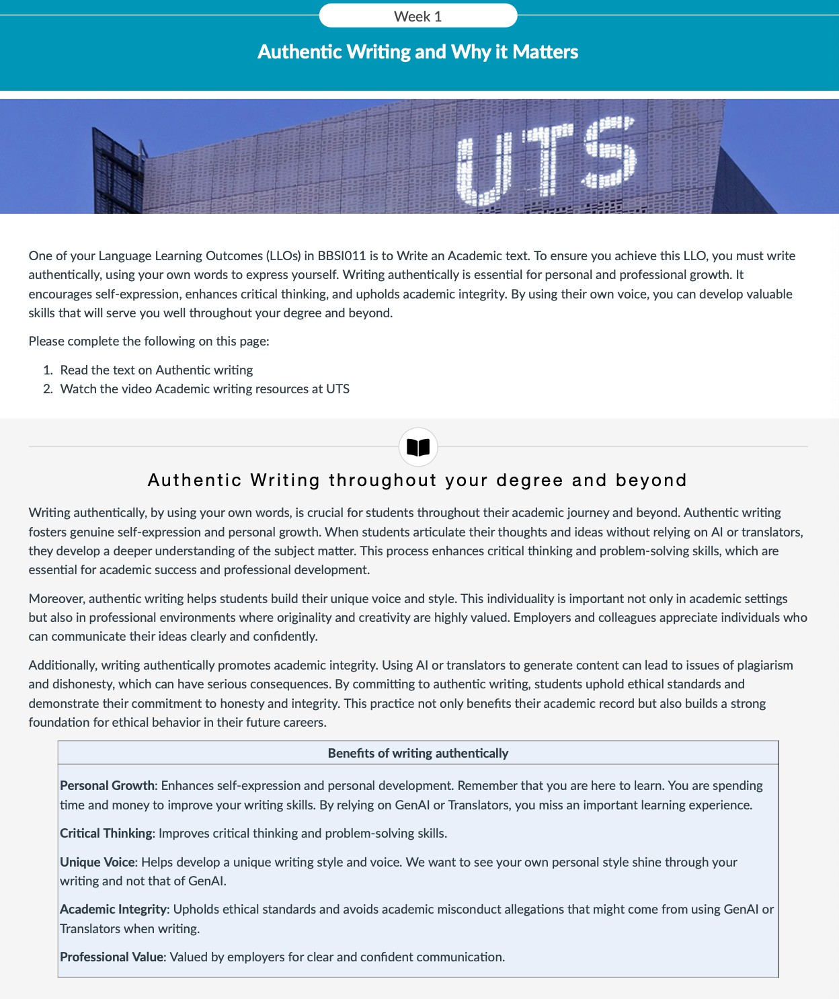 Week 1
Authentic Writing and Why it Matters
UTS
One of your Language Learning Outcomes (LLOs) in BBSI011 is to Write an Academic text. To ensure you achieve this LLO, you must write
authentically, using your own words to express yourself. Writing authentically is essential for personal and professional growth. It
encourages self-expression, enhances critical thinking, and upholds academic integrity. By using their own voice, you can develop valuable
skills that will serve you well throughout your degree and beyond.
Please complete the following on this page:
1. Read the text on Authentic writing
2. Watch the video Academic writing resources at UTS
Authentic Writing throughout your degree and beyond
Writing authentically, by using your own words, is crucial for students throughout their academic journey and beyond. Authentic writing
fosters genuine self-expression and personal growth. When students articulate their thoughts and ideas without relying on AI or translators,
they develop a deeper understanding of the subject matter. This process enhances critical thinking and problem-solving skills, which are
essential for academic success and professional development.
Moreover, authentic writing helps students build their unique voice and style. This individuality is important not only in academic settings
but also in professional environments where originality and creativity are highly valued. Employers and colleagues appreciate individuals who
can communicate their ideas clearly and confidently.
Additionally, writing authentically promotes academic integrity. Using AI or translators to generate content can lead to issues of plagiarism
and dishonesty, which can have serious consequences. By committing to authentic writing, students uphold ethical standards and
demonstrate their commitment to honesty and integrity. This practice not only benefits their academic record but also builds a strong
foundation for ethical behavior in their future careers.
Benefits of writing authentically
Personal Growth: Enhances self-expression and personal development. Remember that you are here to learn. You are spending
time and money to improve your writing skills. By relying on GenAI or Translators, you miss an important learning experience.
Critical Thinking: Improves critical thinking and problem-solving skills.
Unique Voice: Helps develop a unique writing style and voice. We want to see your own personal style shine through your
writing and not that of GenAI.
Academic Integrity: Upholds ethical standards and avoids academic misconduct allegations that might come from using GenAI or
Translators when writing.
Professional Value: Valued by employers for clear and confident communication.